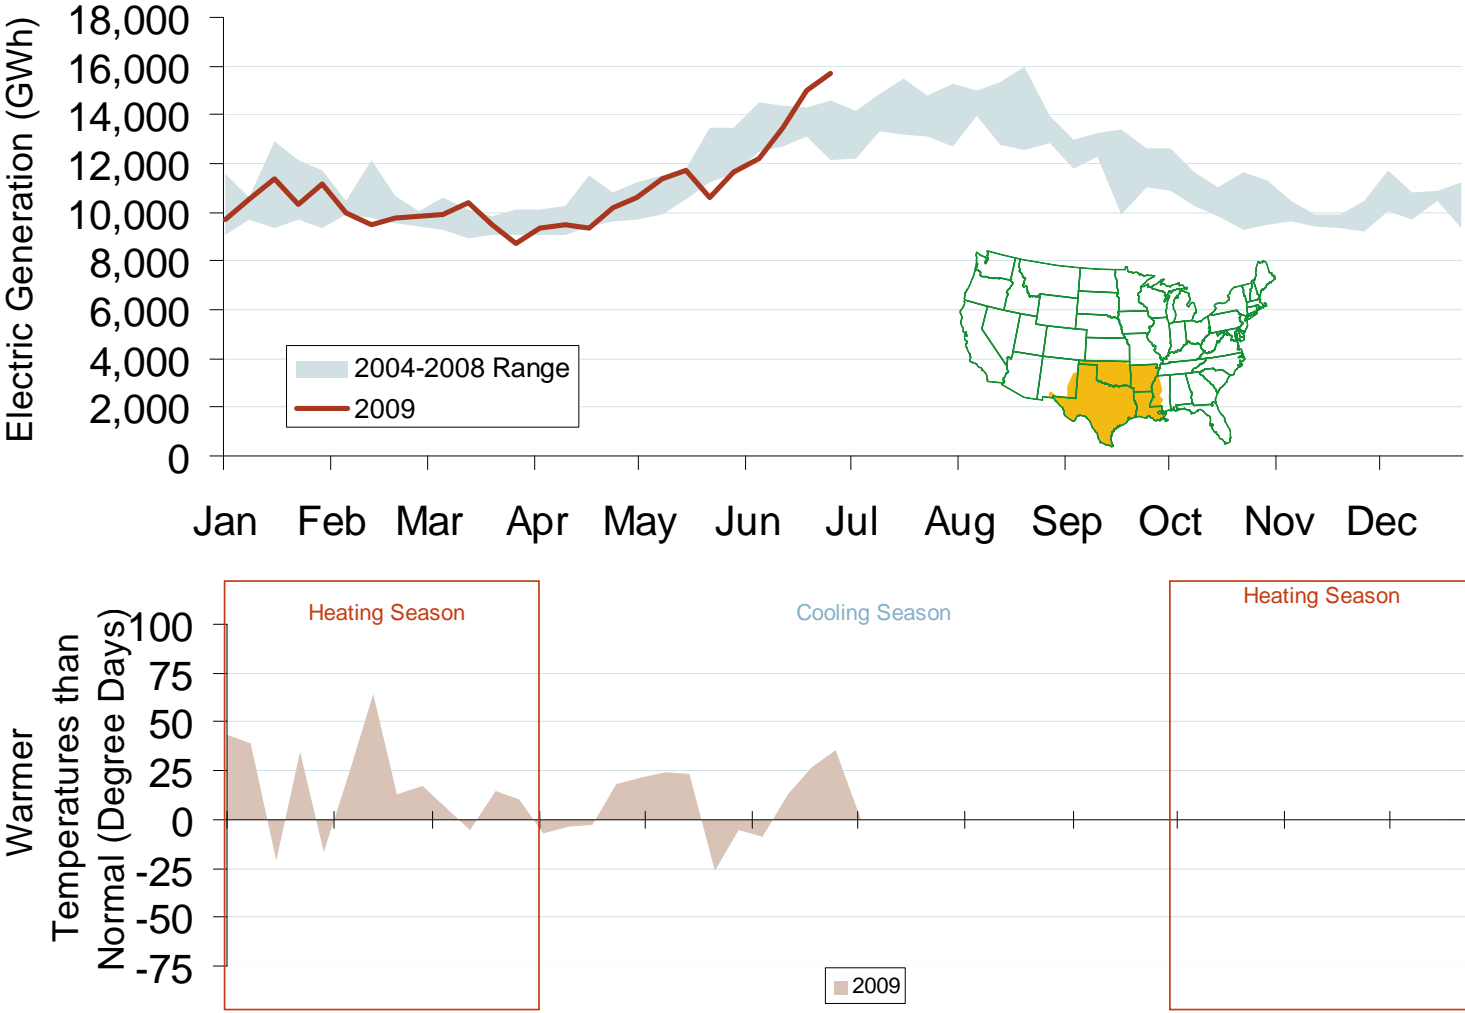 Electric Generation (GWh)
18,000
16,000
14,000
12,000
10,000
8,000
6,000
4,000
2,000
0
2004-2008 Range
2009
Jan Feb Mar Apr May Jun Jul Aug Sep Oct Nov Dec
Heating Season
Cooling Season
Heating Season
Warmer
Temperatures than
Normal (Degree Days)
100
75
50
25
0
-25
-50
-75
2009